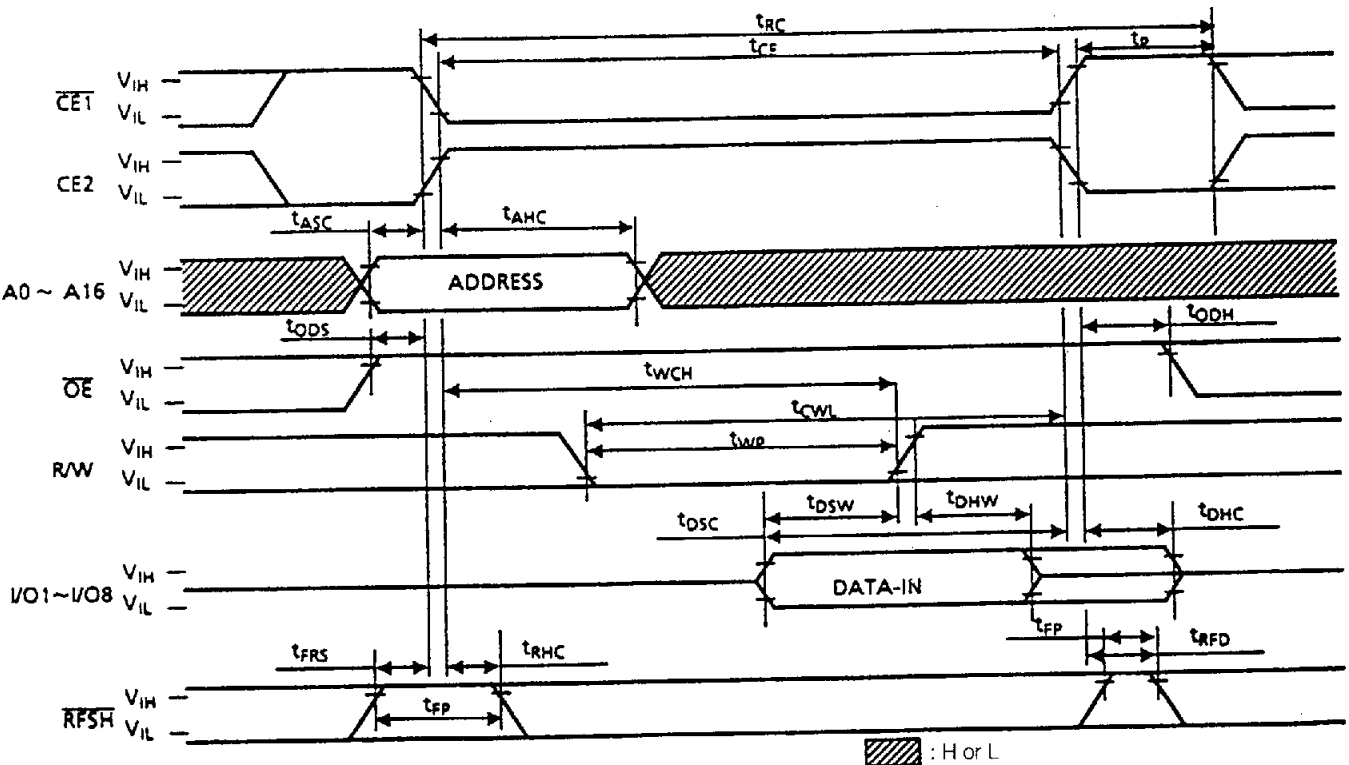 tRC
tCE
tP
VIH
CE1
VIL
VIH
CE2
VIL
tASC
tAHC
VIH
A0 ~ A16
VIL
ADDRESS
tODS
tODH
VIH
OE
VIL
tWCH
tCWL
VIH
R/W
VIL
tWP
tDSC
tDSW
tDHW
tDHC
VIH
I/O1~I/O8
VIL
DATA-IN
tFP
tRFD
tFRS
tRHC
VIH
RFSH
VIL
tFP
: H or L